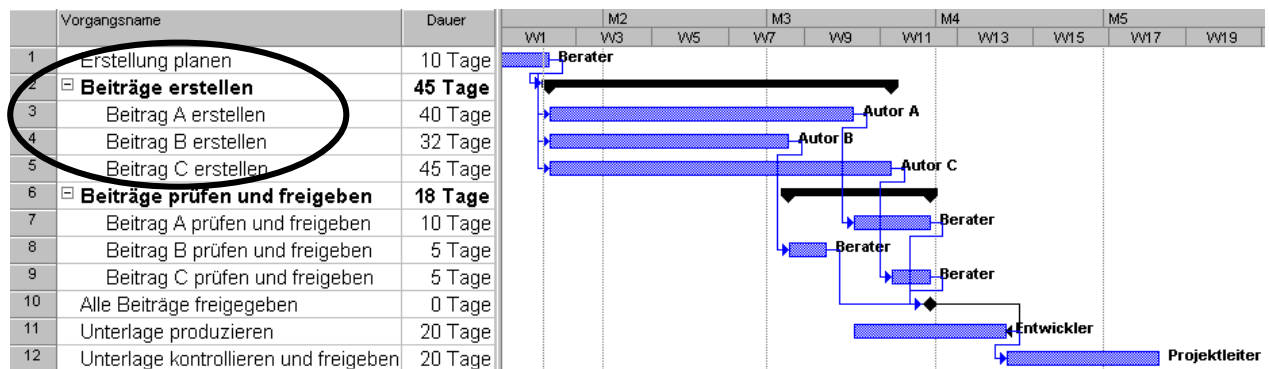 Vorgangsname Dauer M2 M3 M4 M5
W1 W3 W5 W7 W9 W11 W13 W15 W17 W19
1 Erstellung planen 10 Tage Berater
2 Beiträge erstellen 45 Tage
3 Beitrag A erstellen 40 Tage Autor A
4 Beitrag B erstellen 32 Tage Autor B
5 Beitrag C erstellen 45 Tage Autor C
6 Beiträge prüfen und freigeben 18 Tage
7 Beitrag A prüfen und freigeben 10 Tage Berater
8 Beitrag B prüfen und freigeben 5 Tage Berater
9 Beitrag C prüfen und freigeben 5 Tage Berater
10 Alle Beiträge freigegeben 0 Tage
11 Unterlage produzieren 20 Tage Entwickler
12 Unterlage kontrollieren und freigeben 20 Tage Projektleiter